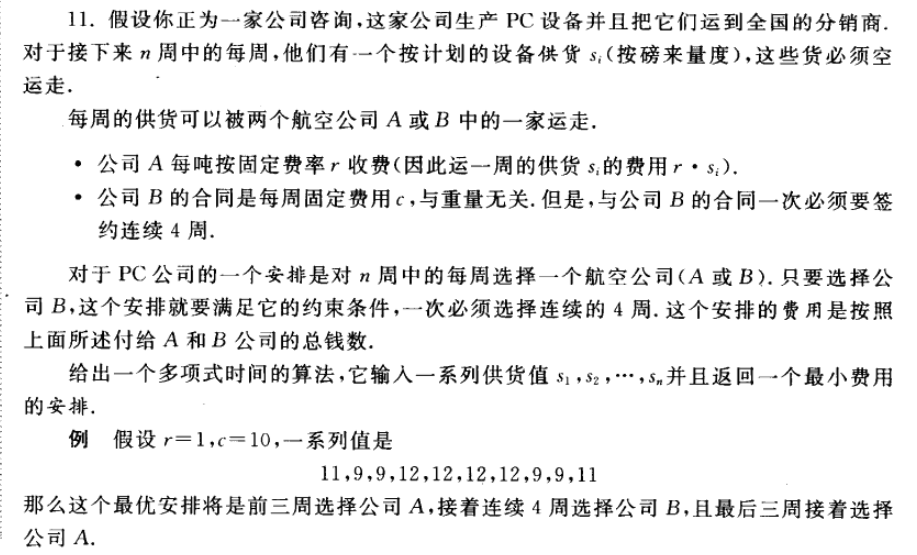 11. 假设你正为一家公司咨询,这家公司生产 PC 设备并且把它们运到全国的分销商.
对于接下来 n 周中的每周,他们有一个按计划的设备供货 sᵢ(按磅来量度),这些货必须空
运走.
每周的供货可以被两个航空公司 A 或 B 中的一家运走.
• 公司 A 每吨按固定费率 r 收费(因此运一周的供货 sᵢ的费用 r · sᵢ).
• 公司 B 的合同是每周固定费用 c,与重量无关.但是,与公司 B 的合同一次必须要签
约连续 4 周.
对于 PC 公司的一个安排是对 n 周中的每周选择一个航空公司(A 或 B).只要选择公
司 B,这个安排就要满足它的约束条件,一次必须选择连续的 4 周.这个安排的费用是按照
上面所述付给 A 和 B 公司的总钱数.
给出一个多项式时间的算法,它输入一系列供货值 s₁,s₂,⋯,sₙ并且返回一个最小费用
的安排.
例 假设 r=1,c=10,一系列值是
11,9,9,12,12,12,12,9,9,11
那么这个最优安排将是前三周选择公司 A,接着连续 4 周选择公司 B,且最后三周接着选择
公司 A.